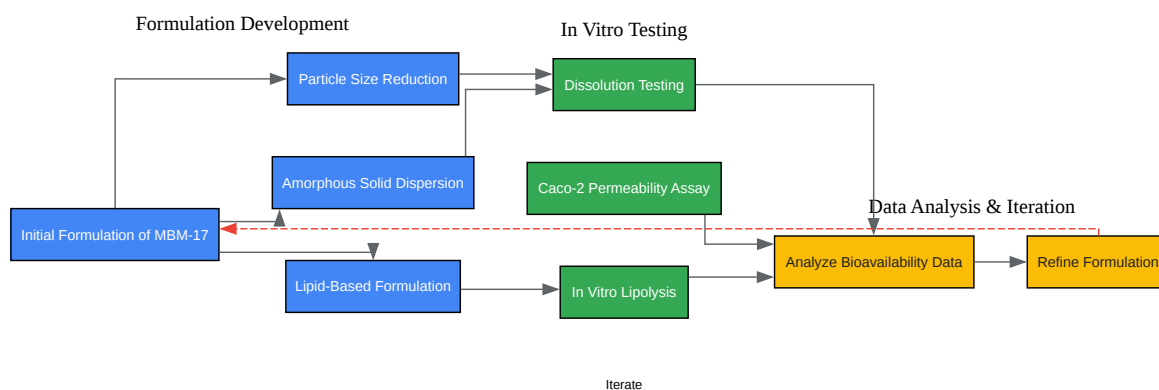 Formulation Development
In Vitro Testing
Particle Size Reduction
Dissolution Testing
Amorphous Solid Dispersion
Caco-2 Permeability Assay
Data Analysis & Iteration
Initial Formulation of MBM-17
Analyze Bioavailability Data
Refine Formulation
Lipid-Based Formulation
In Vitro Lipolysis
Iterate